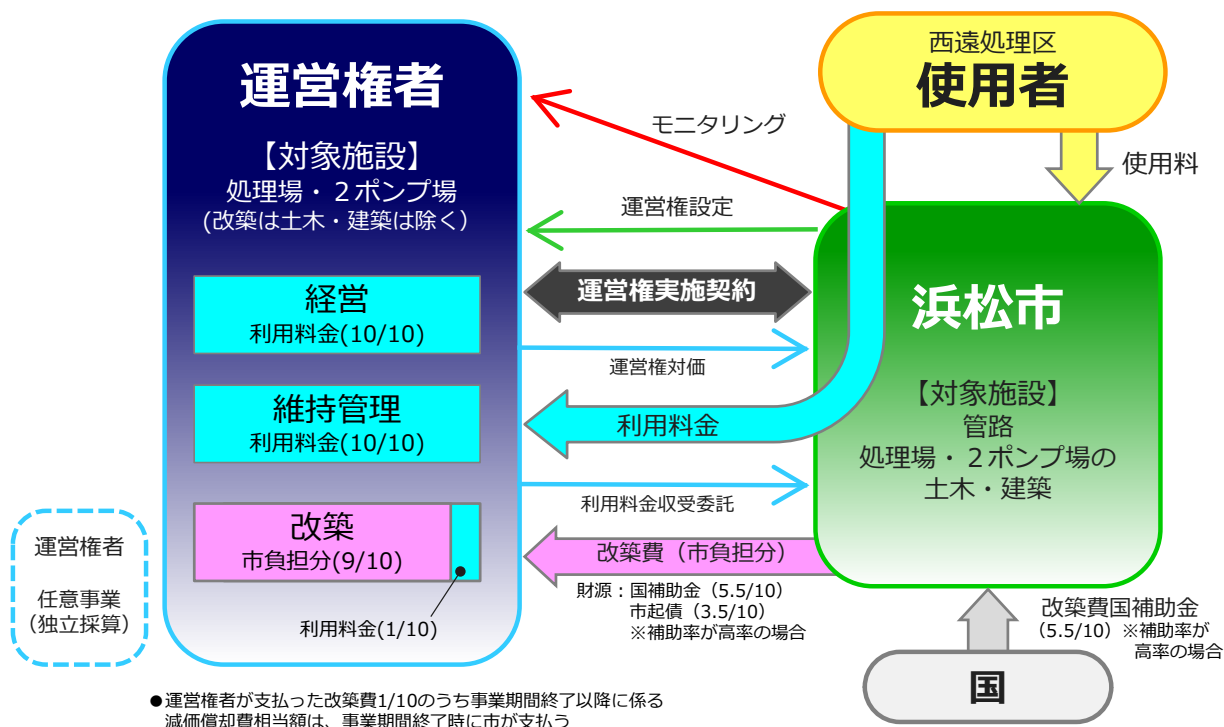 運営権者
【対象施設】
処理場・２ポンプ場
(改築は土木・建築は除く）
経営
利用料金(10/10)
維持管理
利用料金(10/10)
改築
市負担分(9/10)
利用料金(1/10)
運営権者
任意事業
（独立採算）
モニタリング
運営権設定
運営権実施契約
運営権対価
利用料金
利用料金収受委託
改築費（市負担分）
財源：国補助金（5.5/10）
市起債（3.5/10）
※補助率が高率の場合
西遠処理区
使用者
使用料
浜松市
【対象施設】
管路
処理場・２ポンプ場の
土木・建築
改築費国補助金
（5.5/10）※補助率が
高率の場合
国
●運営権者が支払った改築費1/10のうち事業期間終了以降に係る
減価償却費相当額は、事業期間終了時に市が支払う